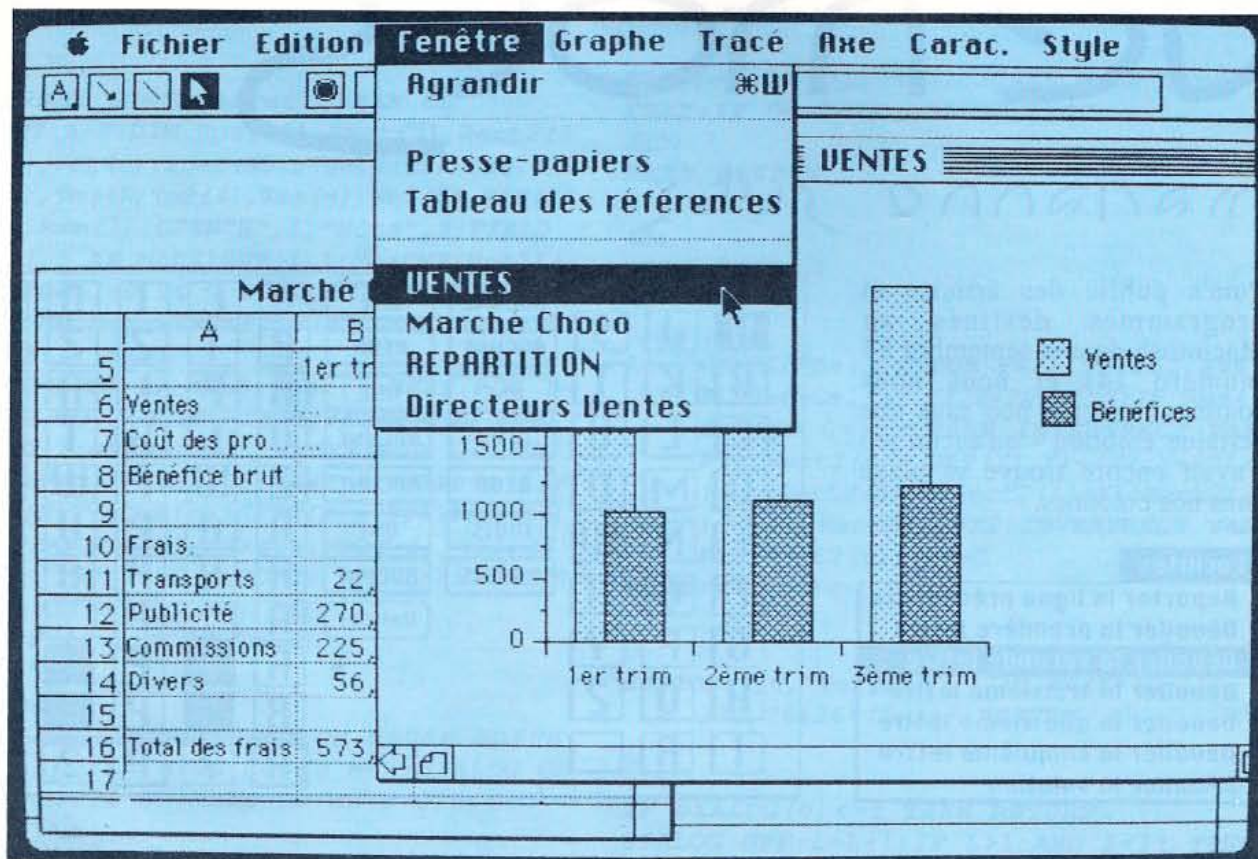 Fichier Edition Fenêtre Graphe Tracé Axe Carac. Style
A
Agrandir ⌘W
Presse-papiers
Tableau des références
VENTES
Marché Choco
REPARTITION
Directeurs Ventes
VENTES
Marché
A B
5 1er tr
6 Ventes
7 Coût des pro...
8 Bénéfice brut
9
10 Frais:
11 Transports 22,
12 Publicité 270,
13 Commissions 225,
14 Divers 56,
15
16 Total des frais 573,
17
1500
1000
500
0
1er trim 2ème trim 3ème trim
Ventes
Bénéfices